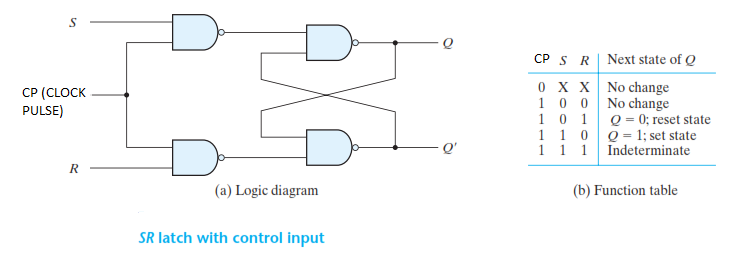 S
CP (CLOCK
PULSE)
R
Q
Q'
(a) Logic diagram
SR latch with control input
CP S R Next state of Q
0 X X No change
1 0 0 No change
1 0 1 Q = 0; reset state
1 1 0 Q = 1; set state
1 1 1 Indeterminate
(b) Function table